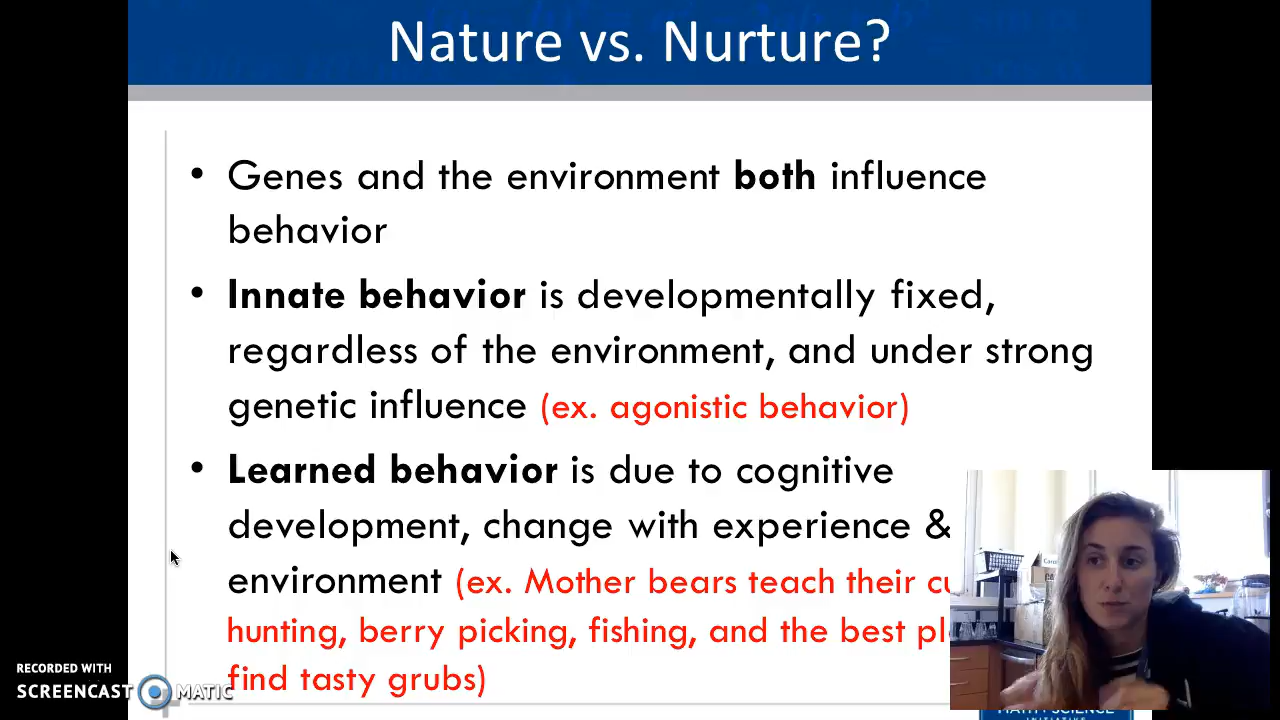 Nature vs. Nurture?
• Genes and the environment both influence
behavior
• Innate behavior is developmentally fixed,
regardless of the environment, and under strong
genetic influence (ex. agonistic behavior)
• Learned behavior is due to cognitive
development, change with experience &
environment (ex. Mother bears teach their
hunting, berry picking, fishing, and the best
find tasty grubs)
RECORDED WITH
SCREENCAST MATIC
INITIATIVE